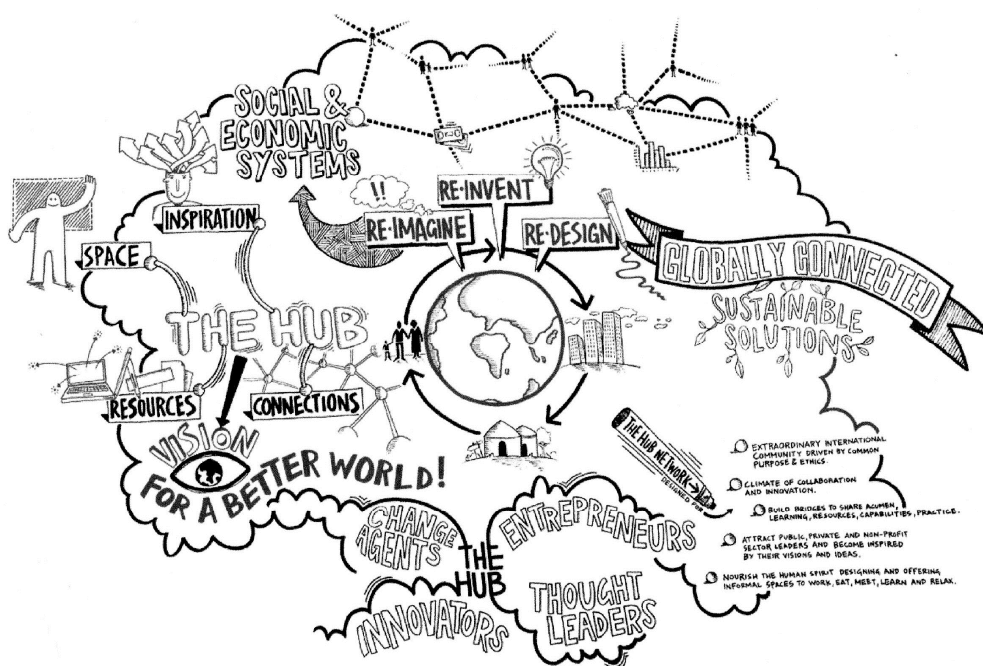 SOCIAL &
ECONOMIC
SYSTEMS
!!
RE·INVENT
RE·IMAGINE
RE·DESIGN
INSPIRATION
SPACE
GLOBALLY CONNECTED
SUSTAINABLE
SOLUTIONS
THE HUB
RESOURCES
CONNECTIONS
VISION
FOR A BETTER WORLD!
THE HUB NETWORK →
DESIGNED FOR
EXTRAORDINARY INTERNATIONAL
COMMUNITY DRIVEN BY COMMON
PURPOSE & ETHICS.
CLIMATE OF COLLABORATION
AND INNOVATION.
BUILD BRIDGES TO SHARE ACUMEN,
LEARNING, RESOURCES, CAPABILITIES, PRACTICE.
ATTRACT PUBLIC, PRIVATE AND NON-PROFIT
SECTOR LEADERS AND BECOME INSPIRED
BY THEIR VISIONS AND IDEAS.
NOURISH THE HUMAN SPIRIT DESIGNING AND OFFERING
INFORMAL SPACES TO WORK, EAT, MEET, LEARN AND RELAX.
CHANGE
AGENTS
ENTREPRENEURS
THE
HUB
INNOVATORS
THOUGHT
LEADERS